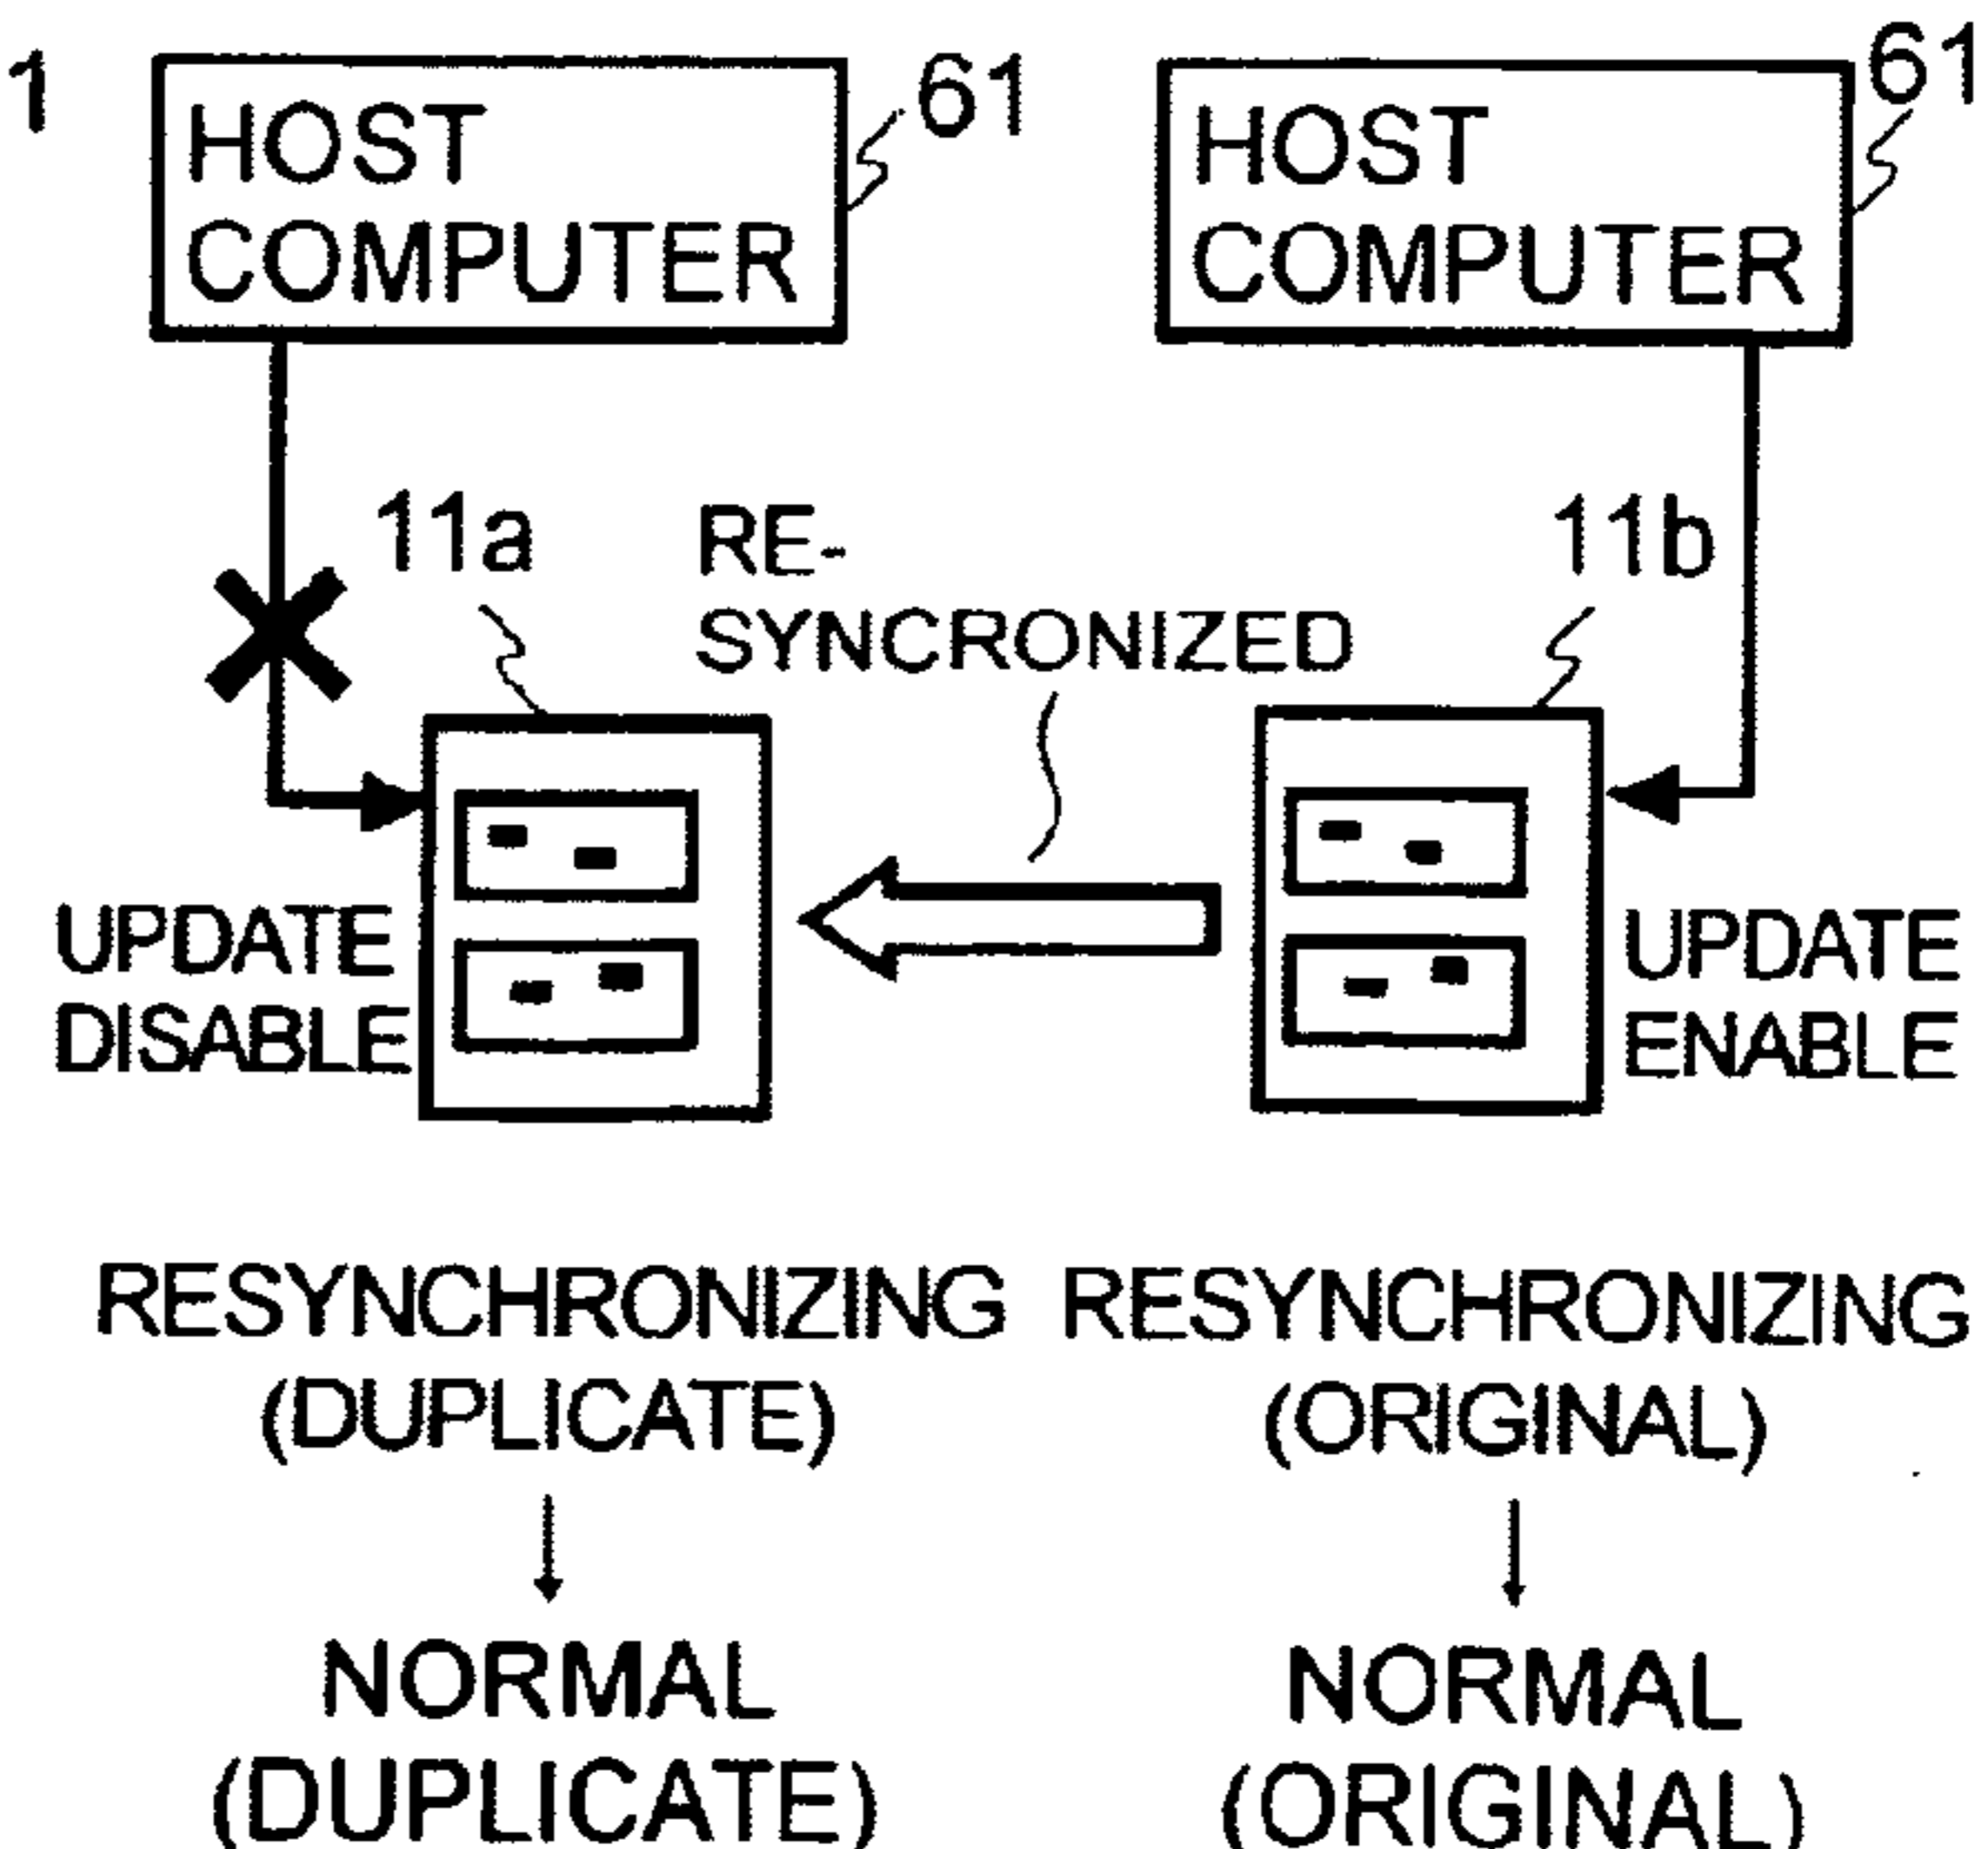 1
HOST
COMPUTER
61
HOST
COMPUTER
61
11a
RE-
SYNCRONIZED
11b
UPDATE
DISABLE
UPDATE
ENABLE
RESYNCHRONIZING
(DUPLICATE)
RESYNCHRONIZING
(ORIGINAL)
NORMAL
(DUPLICATE)
NORMAL
(ORIGINAL)